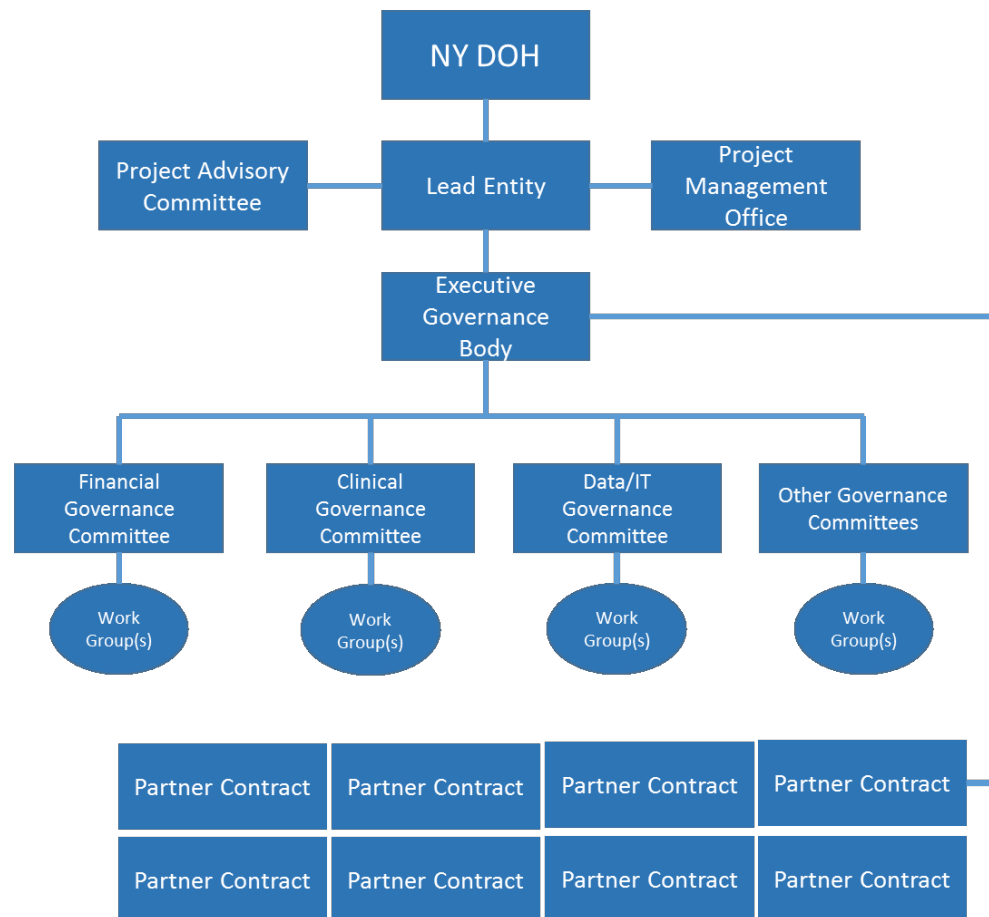 NY DOH
Project Advisory
Committee
Lead Entity
Project
Management
Office
Executive
Governance
Body
Financial
Governance
Committee
Clinical
Governance
Committee
Data/IT
Governance
Committee
Other Governance
Committees
Work
Group(s)
Work
Group(s)
Work
Group(s)
Work
Group(s)
Partner Contract
Partner Contract
Partner Contract
Partner Contract
Partner Contract
Partner Contract
Partner Contract
Partner Contract